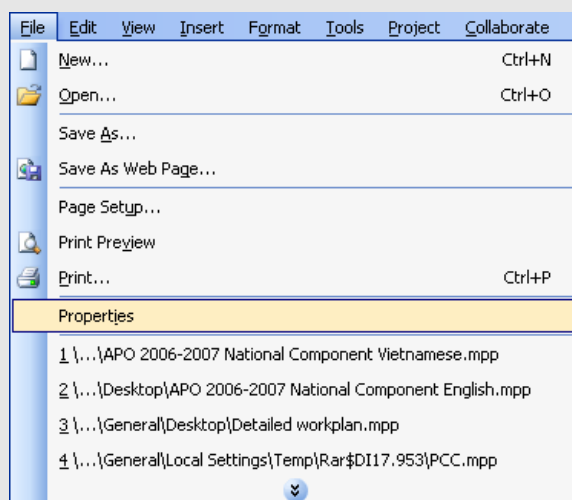 File Edit View Insert Format Tools Project Collaborate
New... Ctrl+N
Open... Ctrl+O
Save As...
Save As Web Page...
Page Setup...
Print Preview
Print... Ctrl+P
Properties
1 \...\APO 2006-2007 National Component Vietnamese.mpp
2 \...\Desktop\APO 2006-2007 National Component English.mpp
3 \...\General\Desktop\Detailed workplan.mpp
4 \...\General\Local Settings\Temp\Rar$DI17.953\PCC.mpp